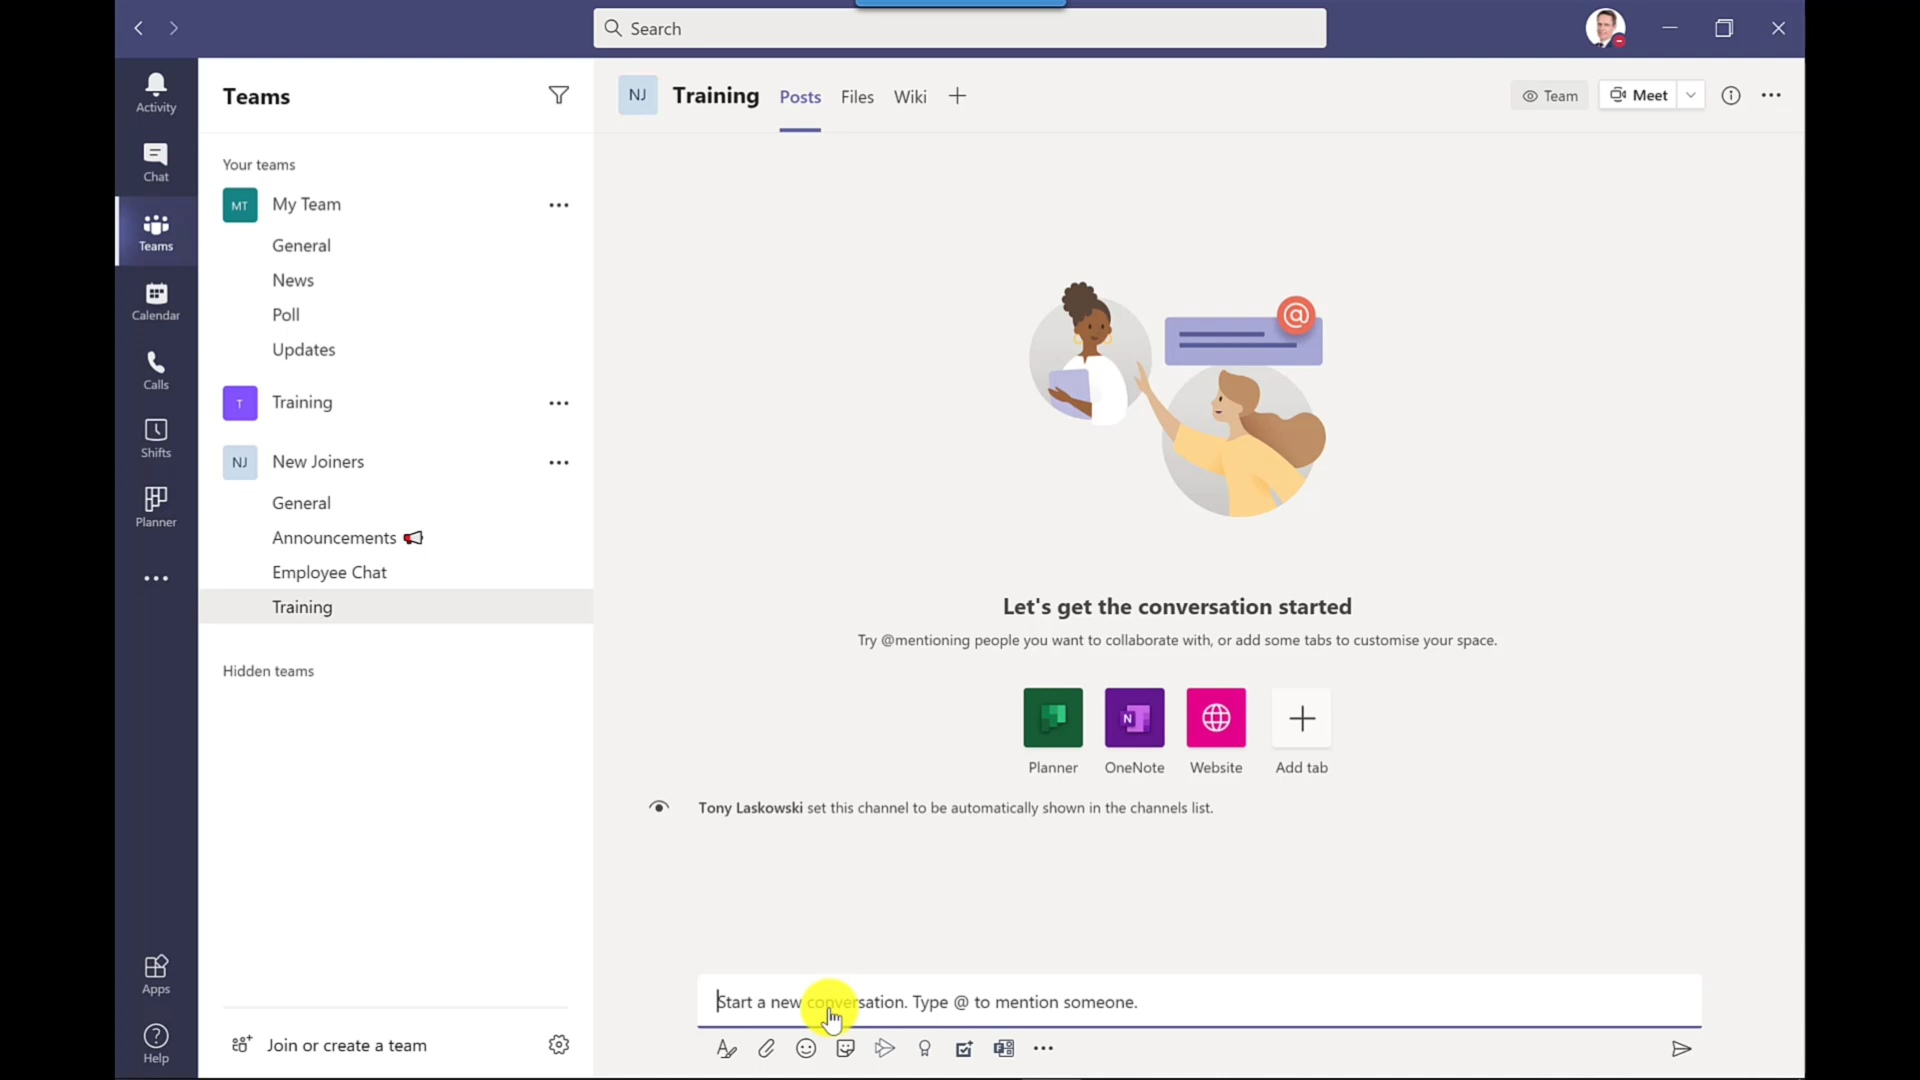 Search
Activity
Chat
Teams
Calendar
Calls
Shifts
Planner
Apps
Help
Teams
Your teams
MT My Team
General
News
Poll
Updates
T Training
NJ New Joiners
General
Announcements
Employee Chat
Training
Hidden teams
Join or create a team
NJ Training Posts Files Wiki
Team Meet
@
Let's get the conversation started
Try @mentioning people you want to collaborate with, or add some tabs to customise your space.
N
Planner OneNote Website Add tab
Tony Laskowski set this channel to be automatically shown in the channels list.
Start a new conversation. Type @ to mention someone.